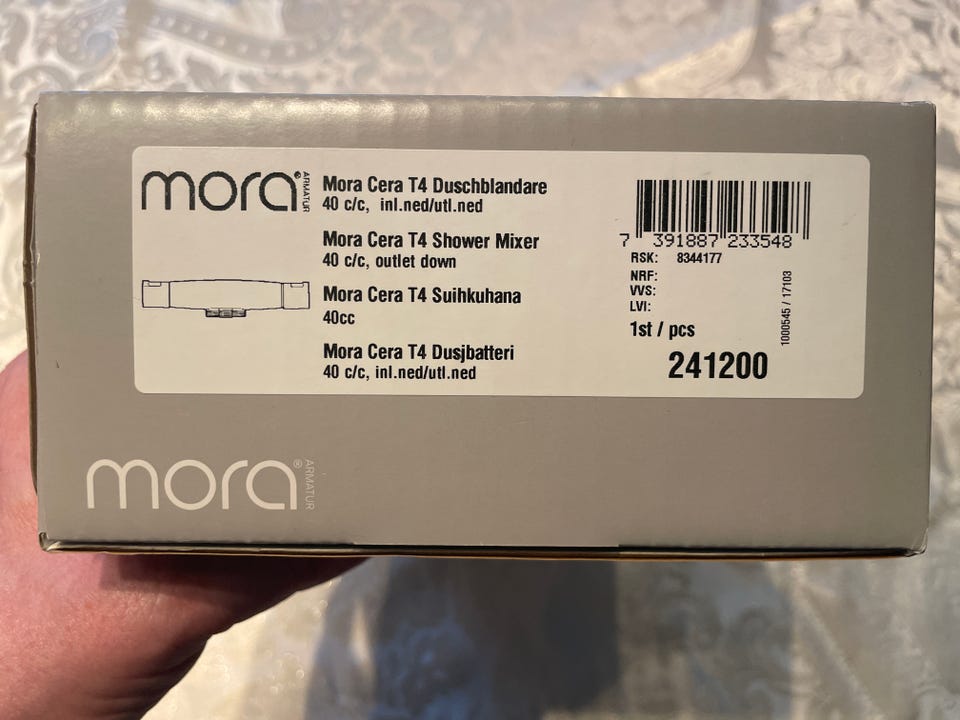 mora ARMATUR
Mora Cera T4 Duschblandare
40 c/c, inl.ned/utl.ned
Mora Cera T4 Shower Mixer
40 c/c, outlet down
Mora Cera T4 Suihkuhana
40cc
Mora Cera T4 Dusjbatteri
40 c/c, inl.ned/utl.ned
7 391887 233548
RSK: 8344177
NRF:
VVS:
LVI:
1st / pcs
241200
1000545 / 17103
mora® ARMATUR